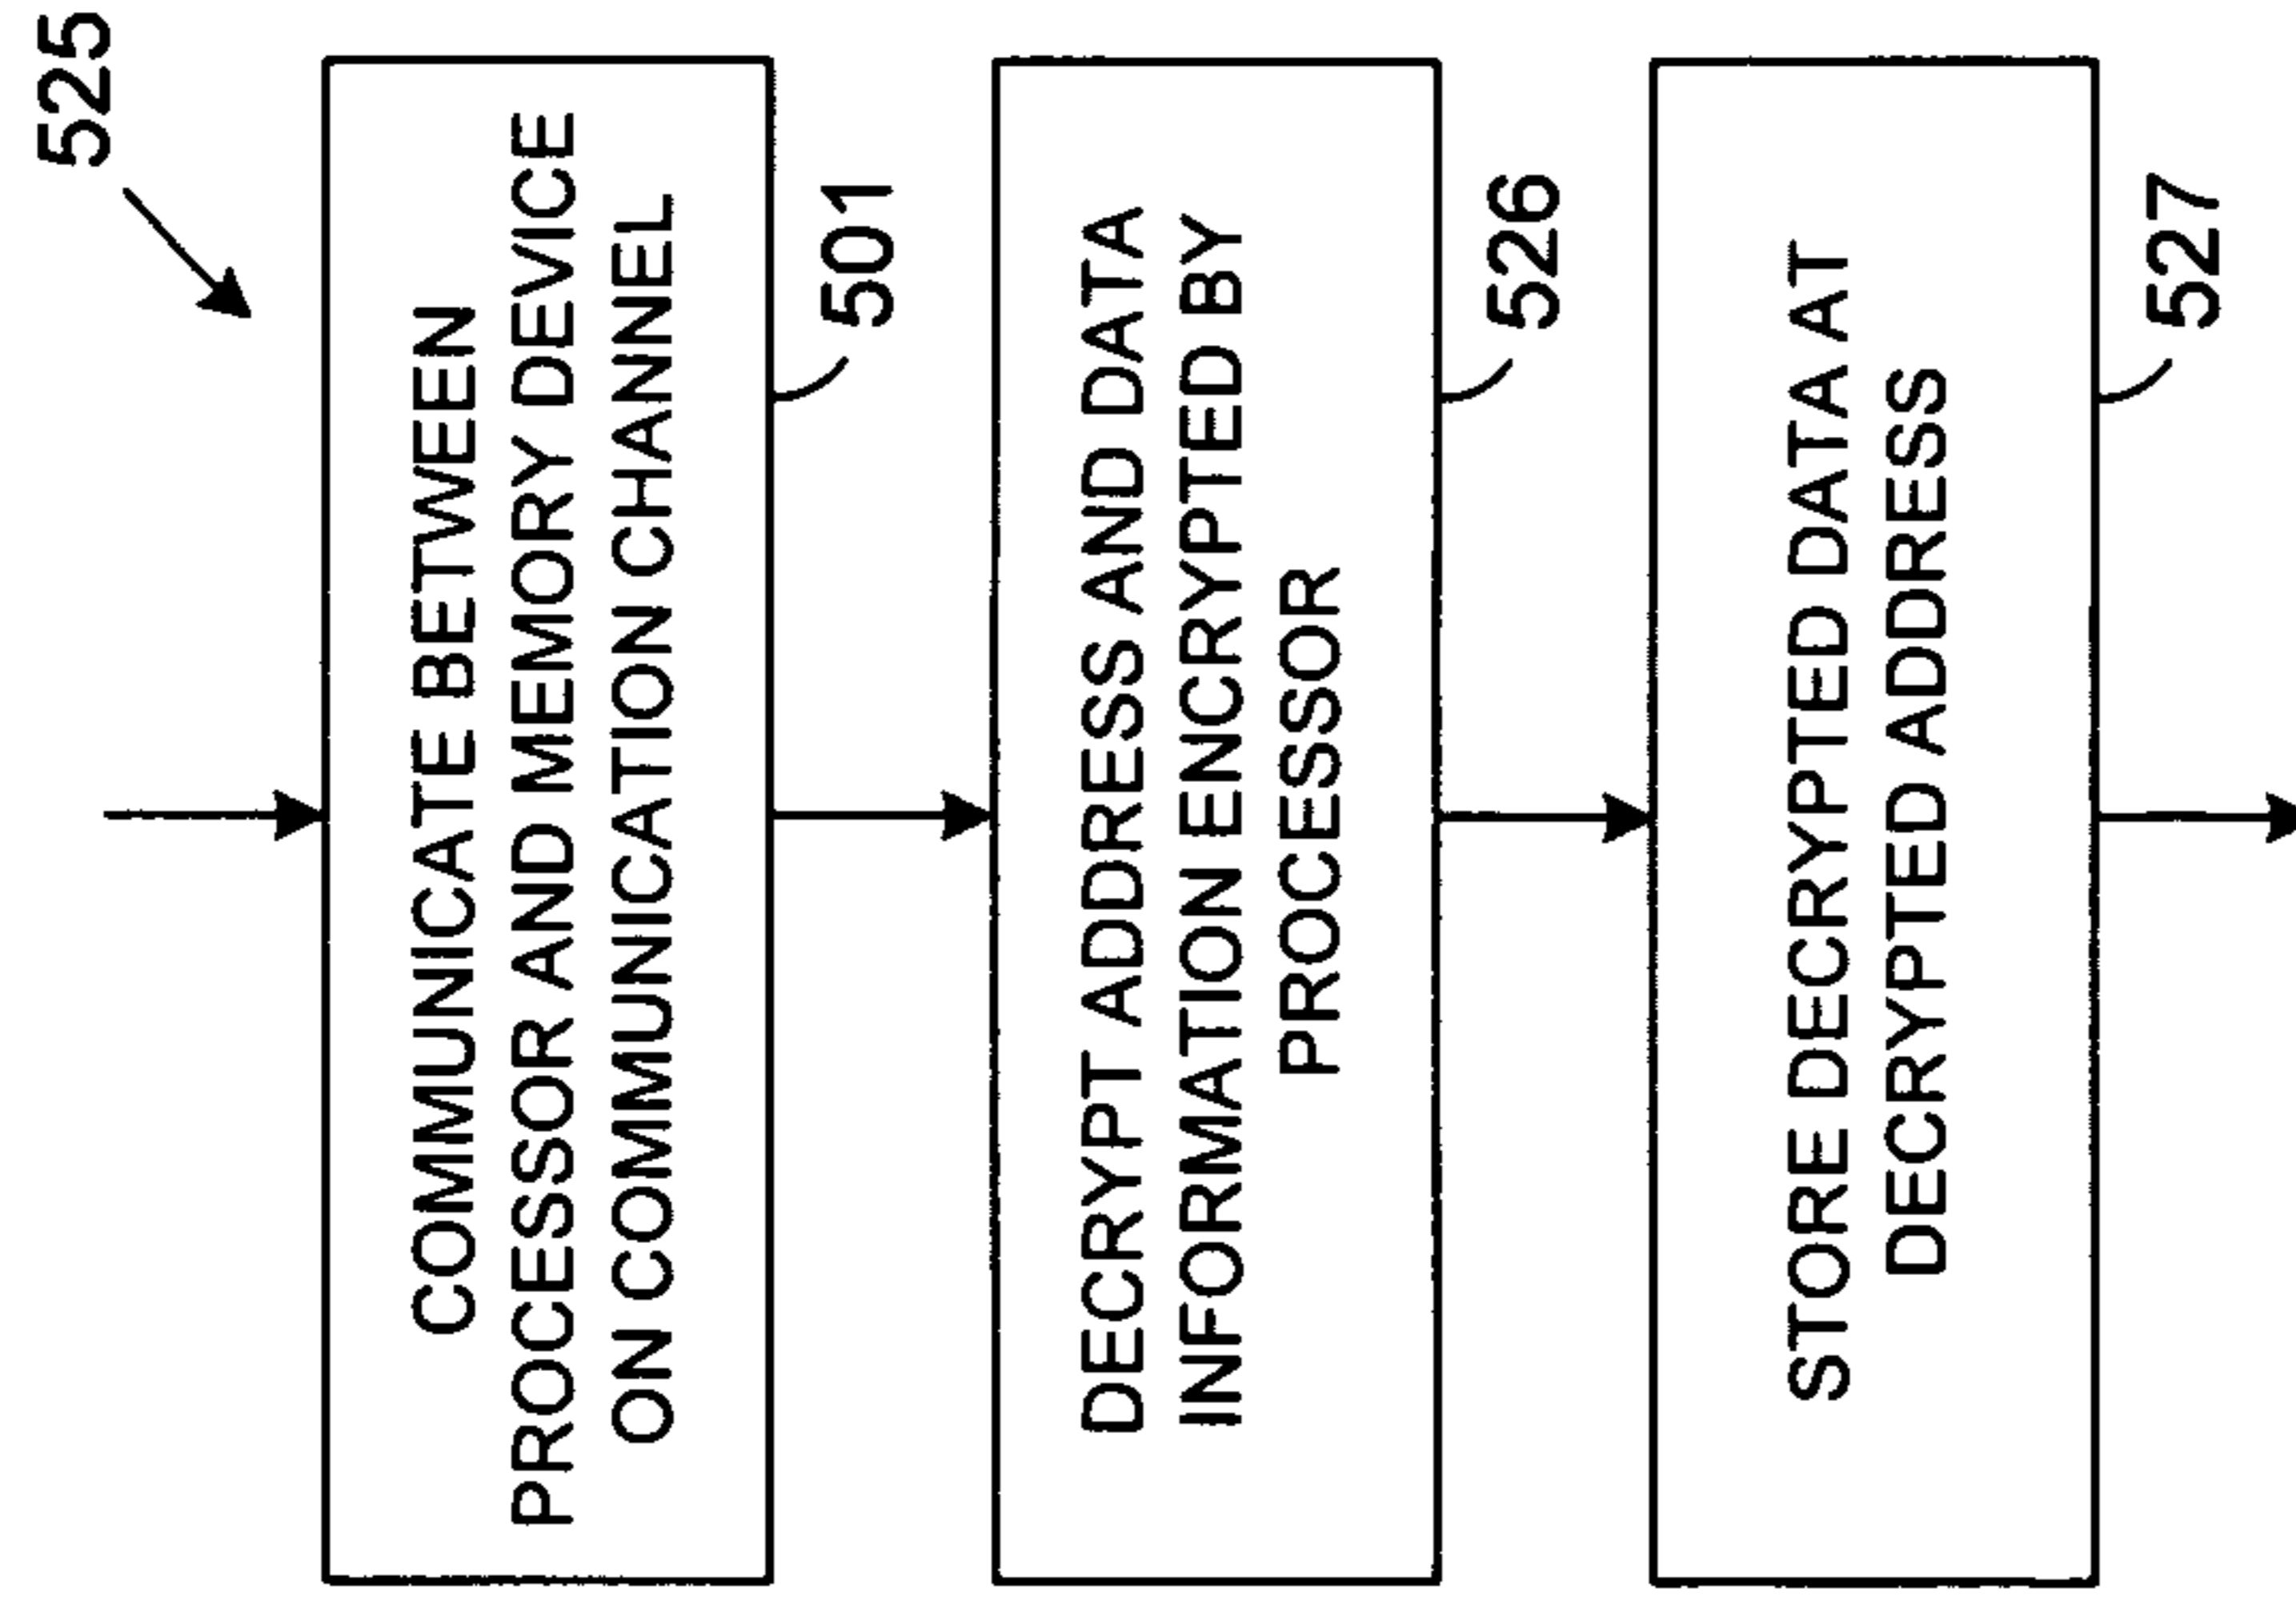 525
COMMUNICATE BETWEEN
PROCESSOR AND MEMORY DEVICE
ON COMMUNICATION CHANNEL
501
DECRYPT ADDRESS AND DATA
INFORMATION ENCRYPTED BY
PROCESSOR
526
STORE DECRYPTED DATA AT
DECRYPTED ADDRESS
527